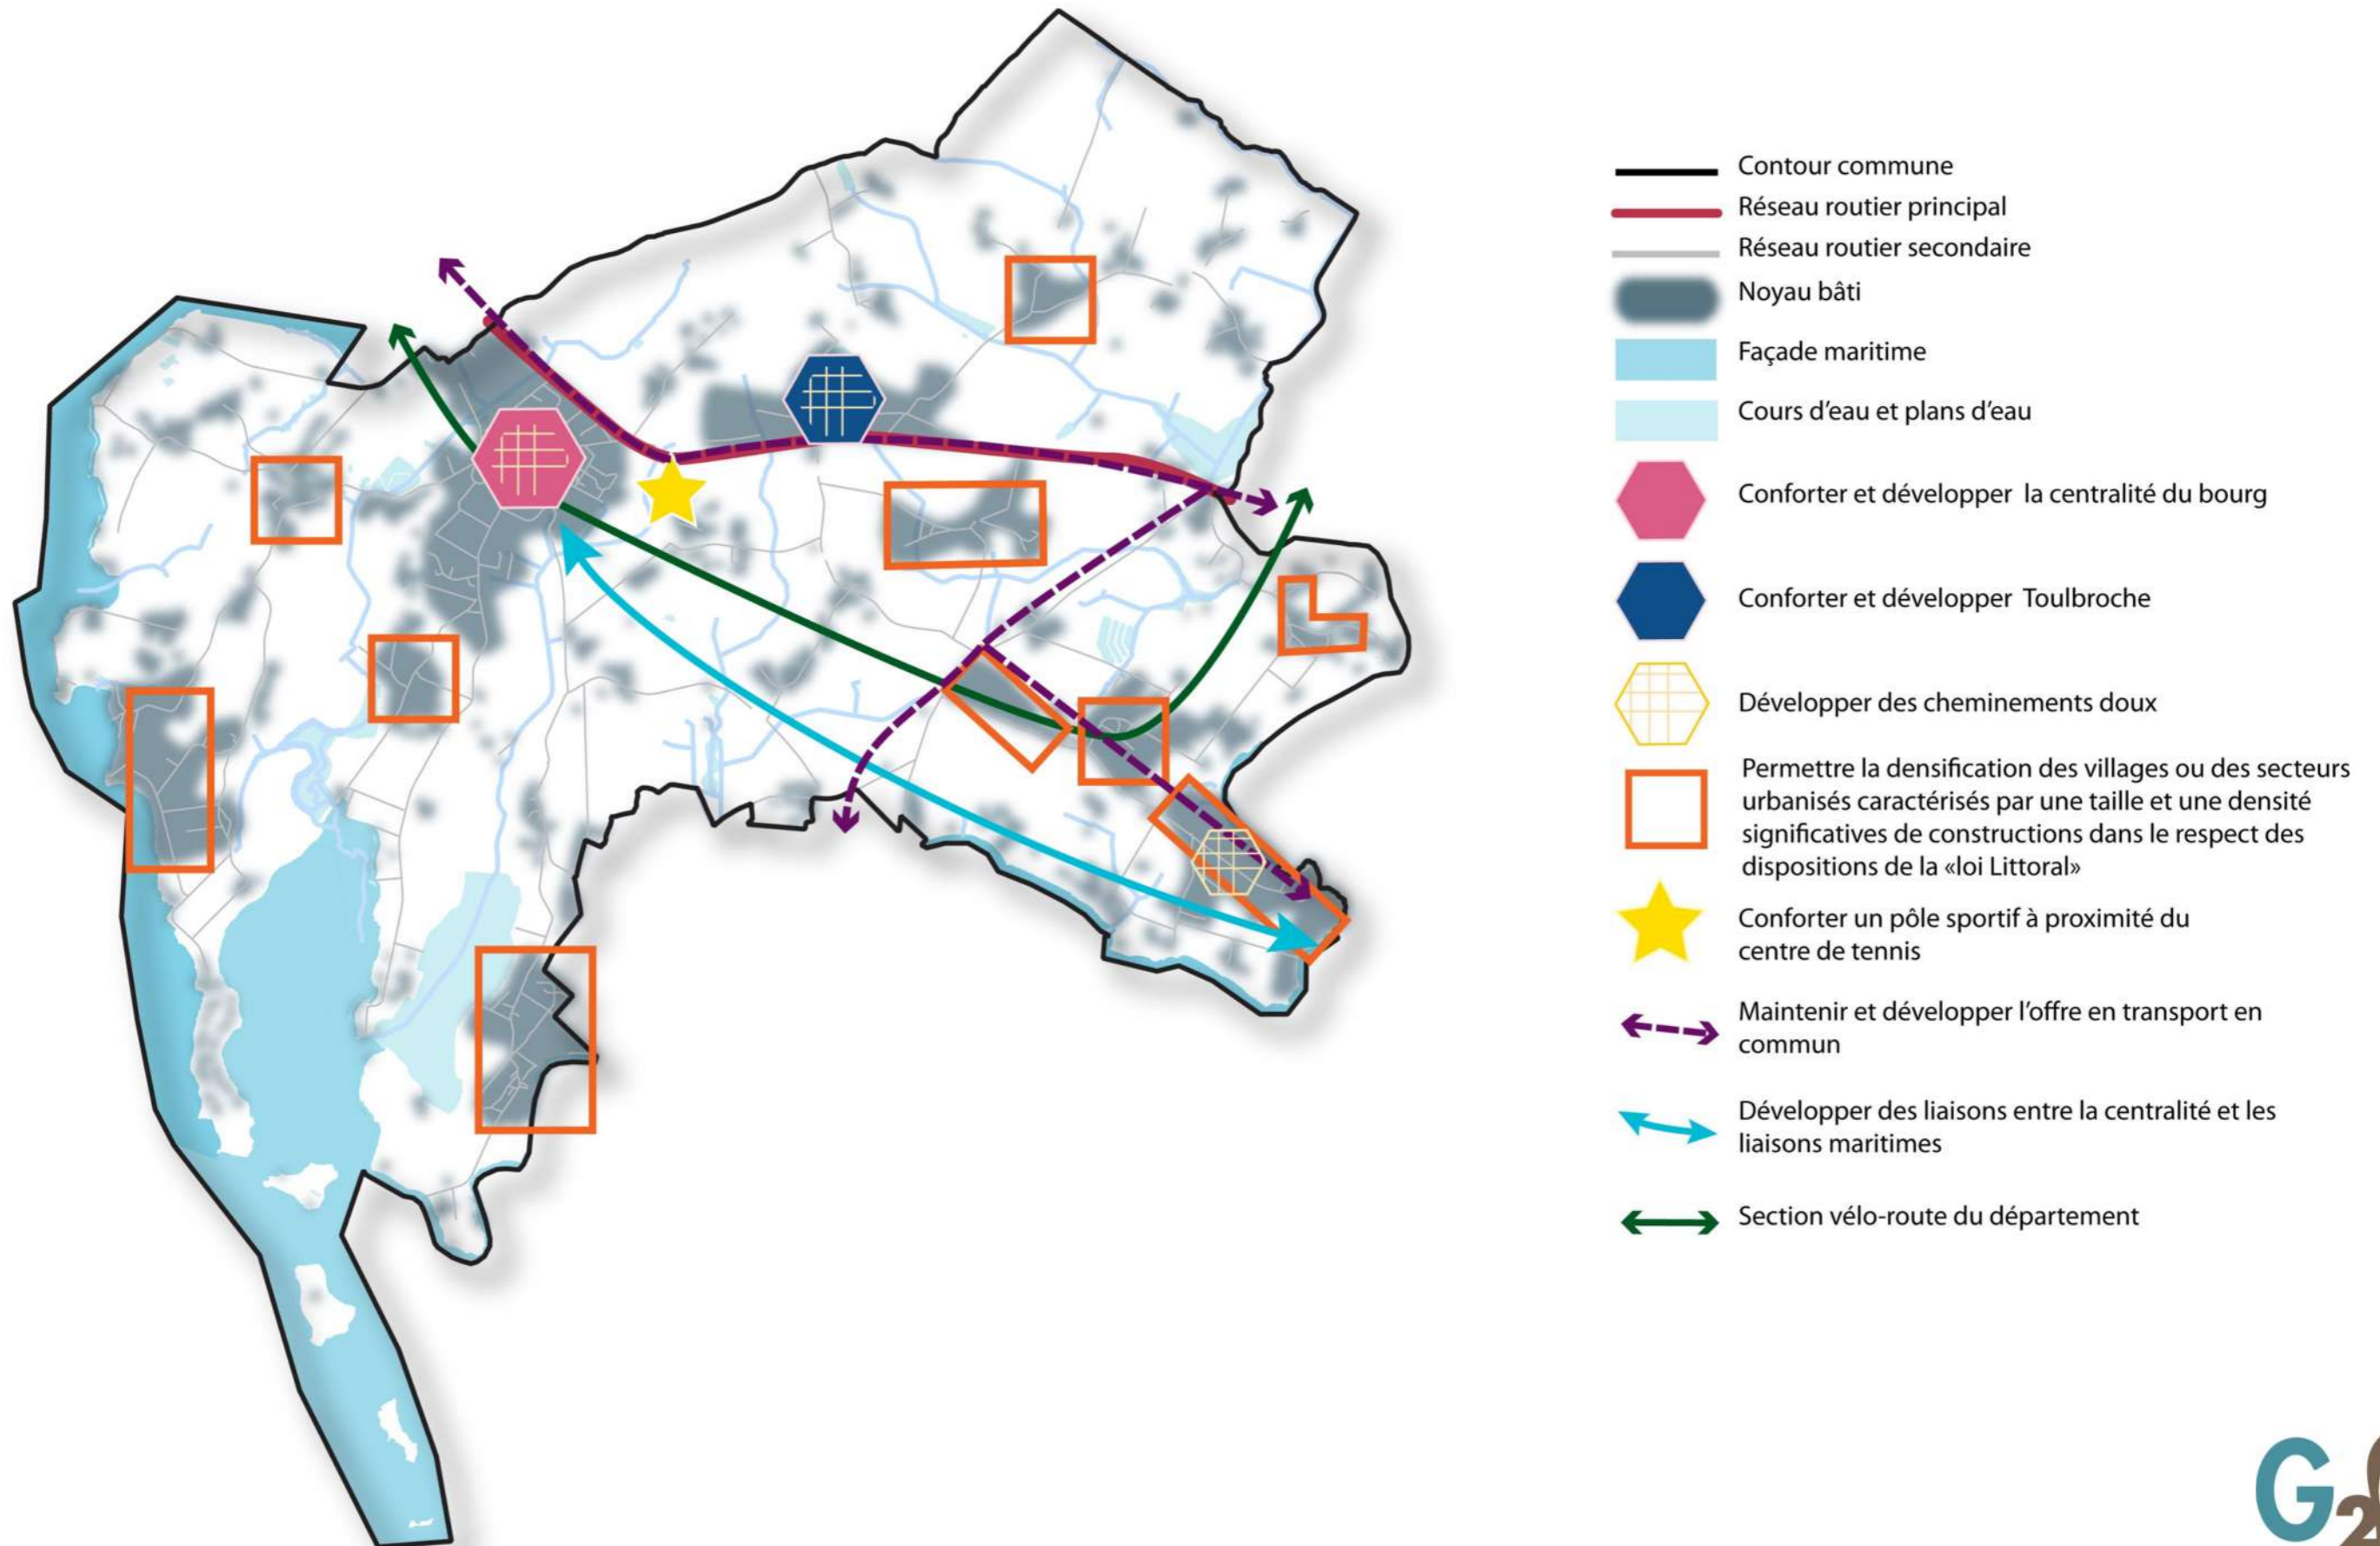 Contour commune
Réseau routier principal
Réseau routier secondaire
Noyau bâti
Façade maritime
Cours d'eau et plans d'eau
Conforter et développer  la centralité du bourg
Conforter et développer  Toulbroche
Développer des cheminements doux
Permettre la densification des villages ou des secteurs
urbanisés caractérisés par une taille et une densité
significatives de constructions dans le respect des
dispositions de la «loi Littoral»
Conforter un pôle sportif à proximité du
centre de tennis
Maintenir et développer l'offre en transport en
commun
Développer des liaisons entre la centralité et les
liaisons maritimes
Section vélo-route du département
G2